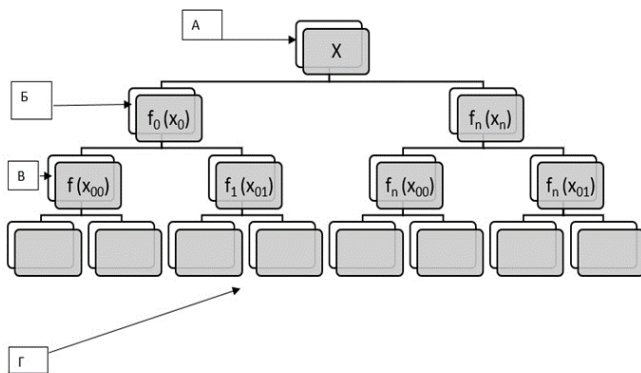 А
X
Б
f₀ (x₀)
fₙ (xₙ)
В
f (x₀₀)
f₁ (x₀₁)
fₙ (x₀₀)
fₙ (x₀₁)
Г